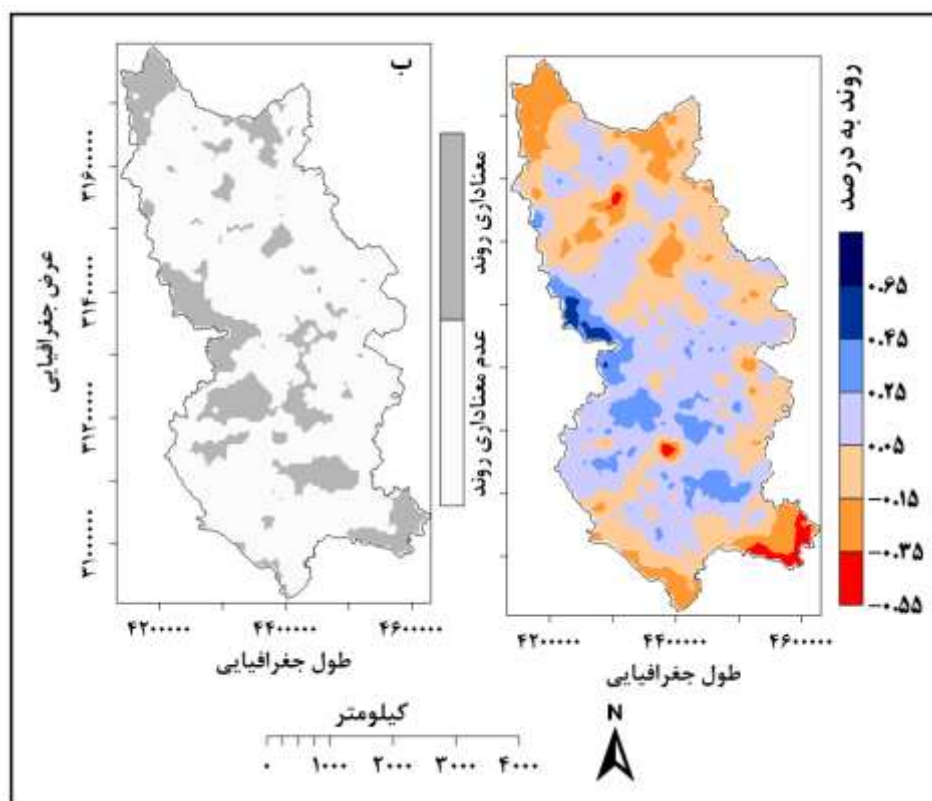 ب
عرض جغرافیایی
۳۱۶۰۰۰۰
۳۱۴۰۰۰۰
۳۱۲۰۰۰۰
۳۱۰۰۰۰۰
۴۲۰۰۰۰۰ ۴۴۰۰۰۰۰ ۴۶۰۰۰۰۰
طول جغرافیایی
معناداری روند
عدم معناداری روند
روند به درصد
۰.۶۵
۰.۴۵
۰.۲۵
۰.۰۵
-۰.۱۵
-۰.۳۵
-۰.۵۵
۴۲۰۰۰۰۰ ۴۴۰۰۰۰۰ ۴۶۰۰۰۰۰
طول جغرافیایی
کیلومتر
۰ ۱۰۰۰ ۲۰۰۰ ۳۰۰۰ ۴۰۰۰
N